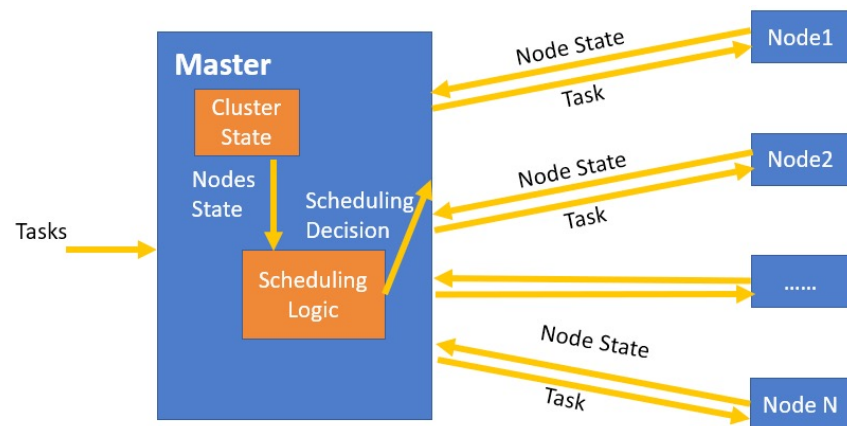 Master
Cluster
State
Nodes
State
Scheduling
Decision
Scheduling
Logic
Tasks
Node State
Task
Node1
Node State
Task
Node2
......
Node State
Task
Node N